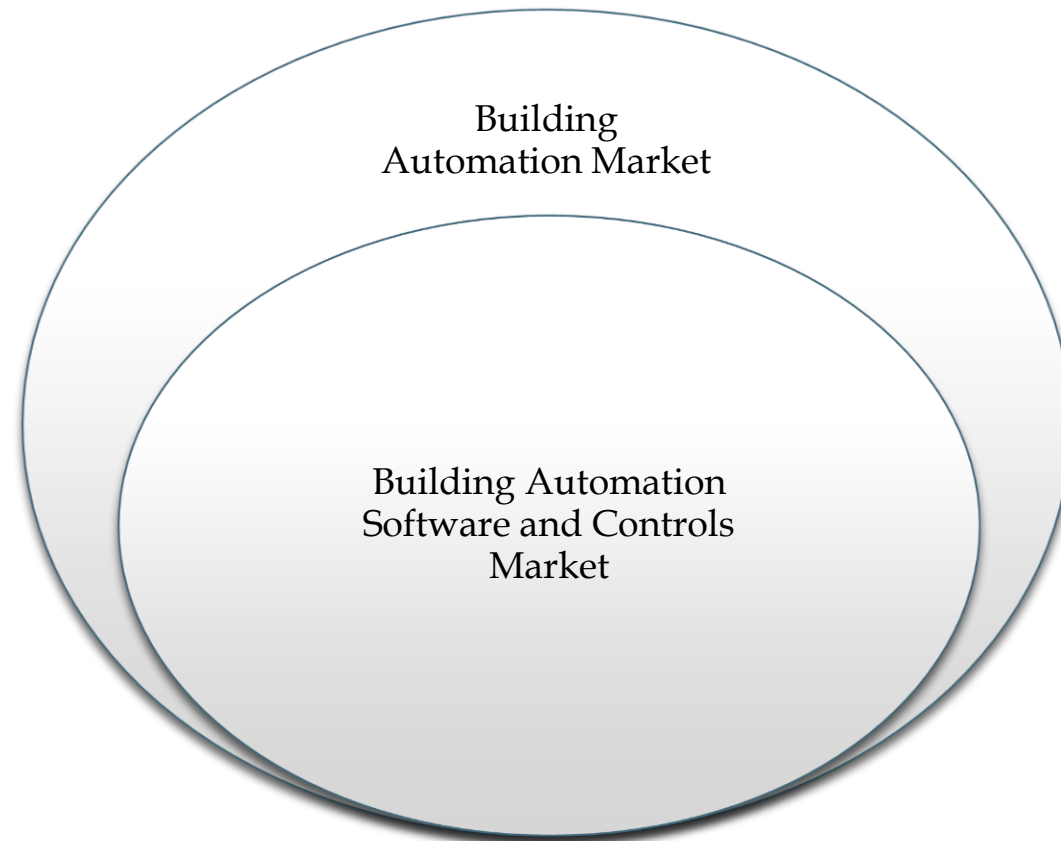 Building
Automation Market
Building Automation
Software and Controls
Market